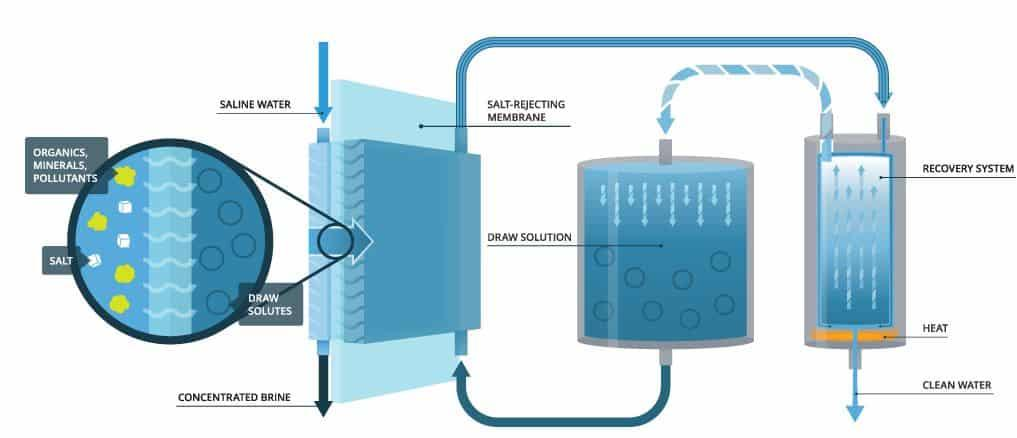 SALINE WATER
SALT-REJECTING
MEMBRANE
ORGANICS,
MINERALS,
POLLUTANTS
RECOVERY SYSTEM
DRAW SOLUTION
SALT
DRAW
SOLUTES
HEAT
CLEAN WATER
CONCENTRATED BRINE